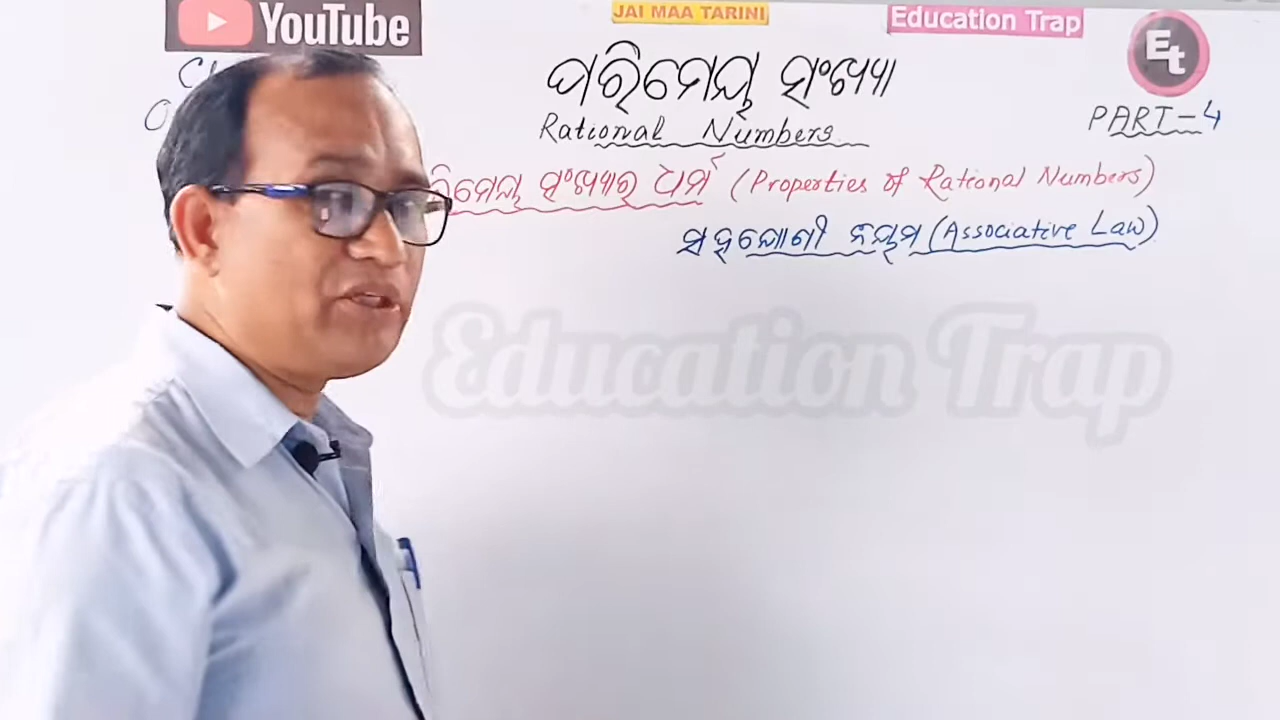 YouTube
JAI MAA TARINI
Education Trap
Et
ପରିମେୟ ସଂଖ୍ୟା
Rational Numbers
PART-4
ସଂଖ୍ୟାର ଧର୍ମ (Properties of Rational Numbers)
ସହଯୋଗୀ ନିୟମ (Associative Law)
Education Trap